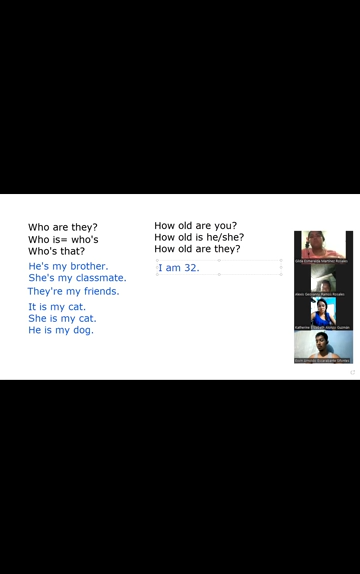 Who are they?
Who is= who's
Who's that?
He's my brother.
She's my classmate.
They're my friends.
It is my cat.
She is my cat.
He is my dog.
How old are you?
How old is he/she?
How old are they?
I am 32.
17